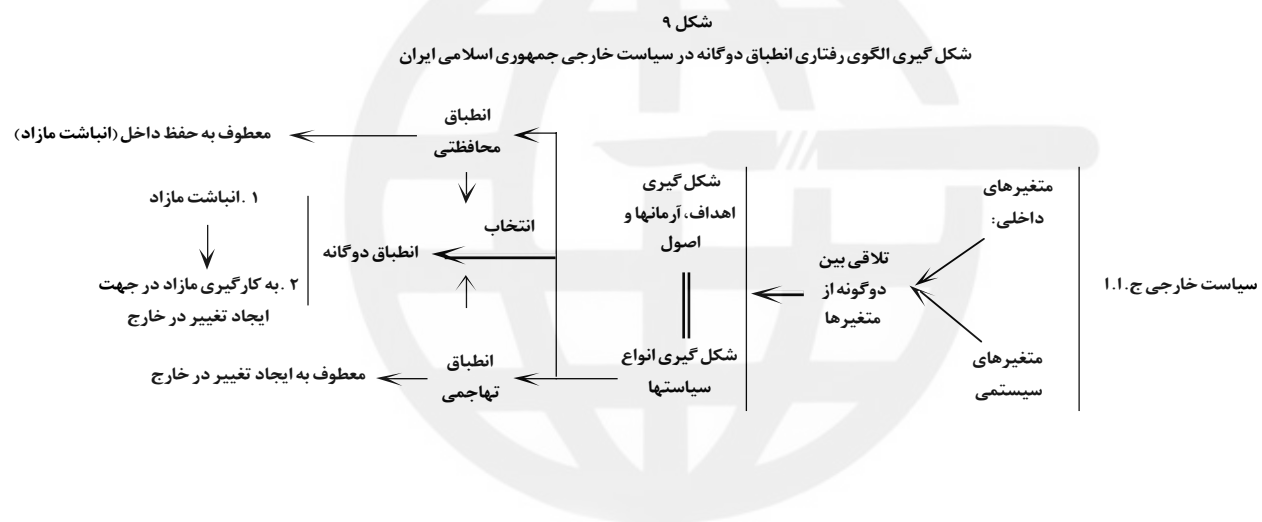 شکل ۹
شکل گیری الگوی رفتاری انطباق دوگانه در سیاست خارجی جمهوری اسلامی ایران
سیاست خارجی ج.ا.ا
متغیرهای
داخلی:
متغیرهای
سیستمی
تلاقی بین
دوگونه از
متغیرها
شکل گیری
اهداف، آرمانها و
اصول
شکل گیری انواع
سیاستها
انطباق
محافظتی
معطوف به حفظ داخل (انباشت مازاد)
انتخاب
انطباق دوگانه
۱ .انباشت مازاد
۲ .به کارگیری مازاد در جهت
ایجاد تغییر در خارج
انطباق
تهاجمی
معطوف به ایجاد تغییر در خارج